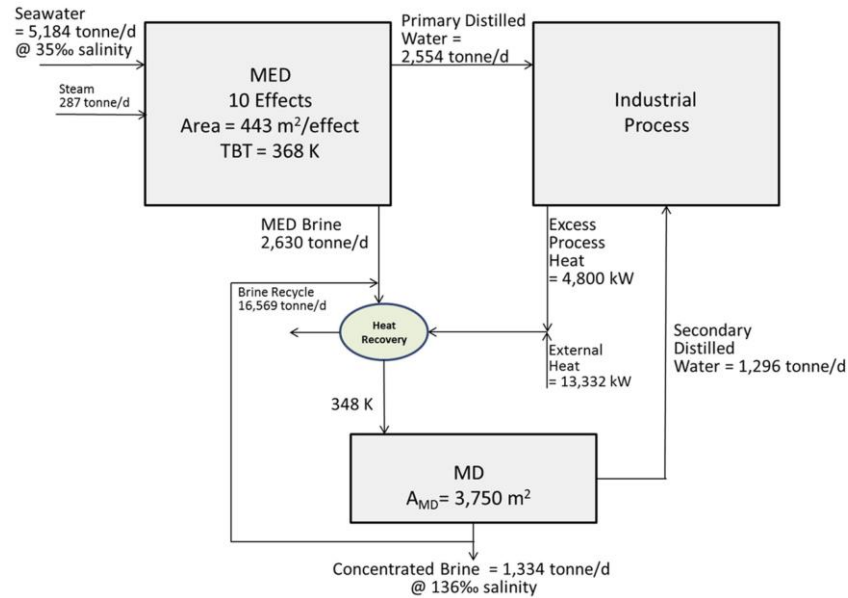 Seawater
= 5,184 tonne/d
@ 35‰ salinity
Steam
287 tonne/d
MED
10 Effects
Area = 443 m²/effect
TBT = 368 K
Primary Distilled
Water =
2,554 tonne/d
Industrial
Process
MED Brine
2,630 tonne/d
Excess
Process
Heat
= 4,800 kW
Brine Recycle
16,569 tonne/d
Heat
Recovery
External
Heat
= 13,332 kW
Secondary
Distilled
Water = 1,296 tonne/d
348 K
MD
A_MD= 3,750 m²
Concentrated Brine = 1,334 tonne/d
@ 136‰ salinity